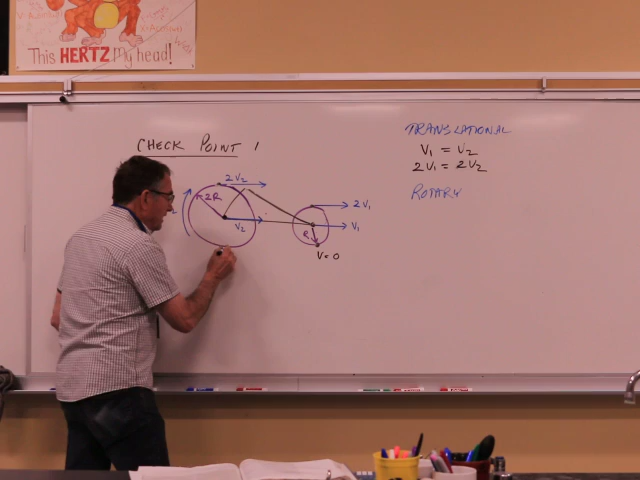 This HERTZ My head!
CHECK POINT 1
TRANSLATIONAL
V₁ = V₂
2V₁ = 2V₂
ROTARY
2V₂
2R
V₂
2V₁
V₁
R
V=0